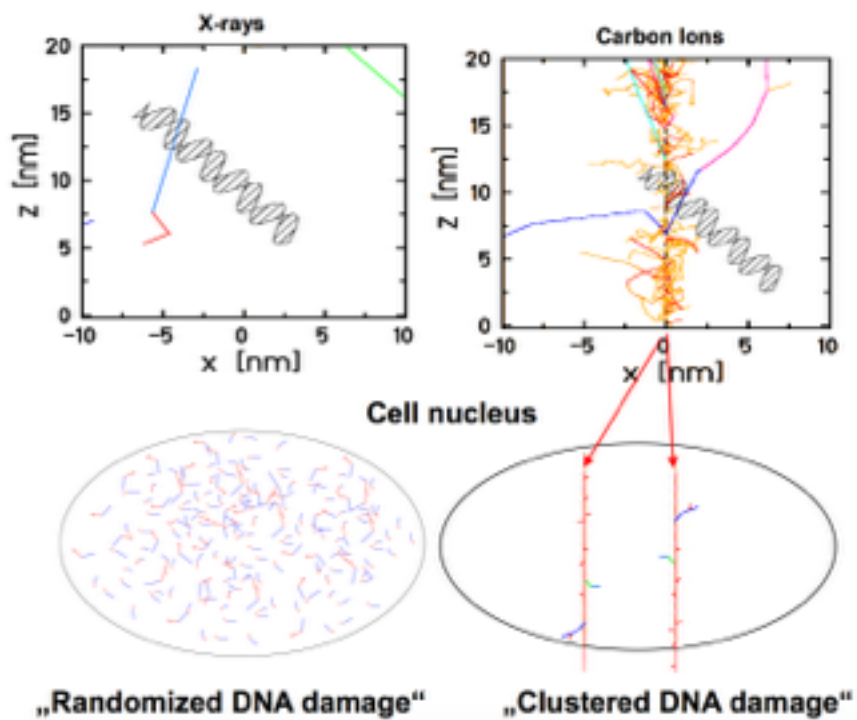 X-rays
20
15
10
5
0
Z [nm]
-10 -5 0 5 10
x [nm]
Carbon Ions
20
15
10
5
0
Z [nm]
-10 -5 0 5 10
x [nm]
Cell nucleus
„Randomized DNA damage“
„Clustered DNA damage“